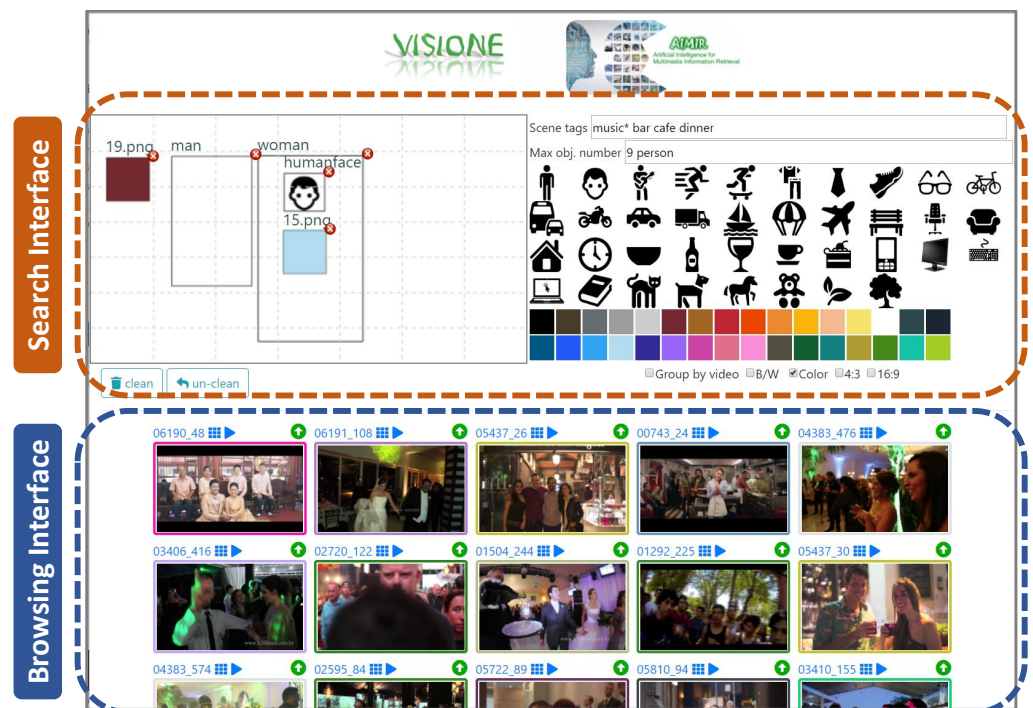 VISIONE
AIMIR
Artificial Intelligence for
Multimedia Information Retrieval
Search Interface
19.png
man
woman
humanface
15.png
Scene tags music* bar cafe dinner
Max obj. number 9 person
clean
un-clean
Group by video B/W Color 4:3 16:9
Browsing Interface
06190_48
06191_108
05437_26
00743_24
04383_476
03406_416
02720_122
01504_244
01292_225
05437_30
04383_574
02595_84
05722_89
05810_94
03410_155